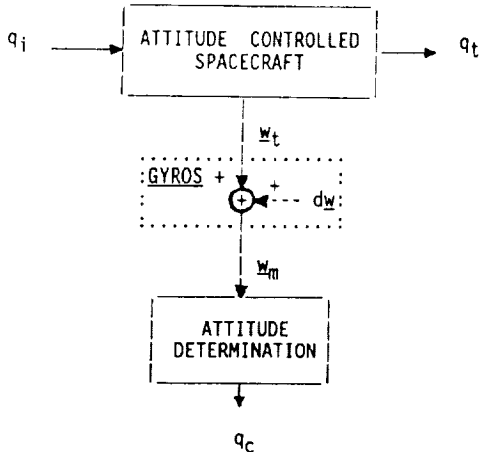 q_i
ATTITUDE CONTROLLED
SPACECRAFT
q_t
w_t
GYROS +
+
+
dw
w_m
ATTITUDE
DETERMINATION
q_c